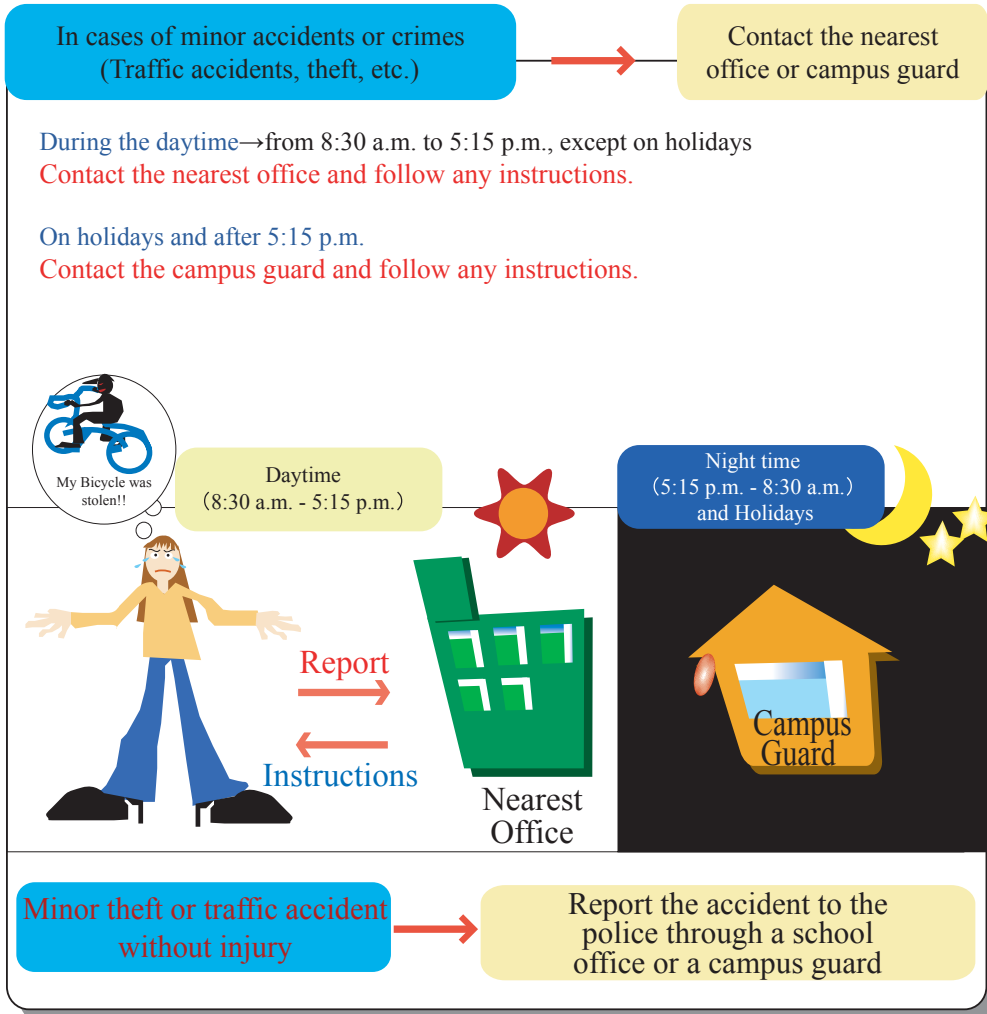 In cases of minor accidents or crimes
(Traffic accidents, theft, etc.)
Contact the nearest
office or campus guard
During the daytime→from 8:30 a.m. to 5:15 p.m., except on holidays
Contact the nearest office and follow any instructions.
On holidays and after 5:15 p.m.
Contact the campus guard and follow any instructions.
My Bicycle was
stolen!!
Daytime
（8:30 a.m. - 5:15 p.m.）
Night time
（5:15 p.m. - 8:30 a.m.）
and Holidays
Report
Instructions
Nearest
Office
Campus
Guard
Minor theft or traffic accident
without injury
Report the accident to the
police through a school
office or a campus guard